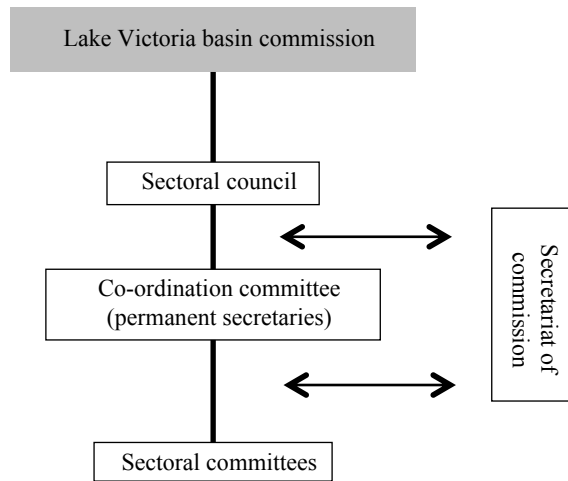 Lake Victoria basin commission
Sectoral council
Co-ordination committee
(permanent secretaries)
Sectoral committees
Secretariat of
commission